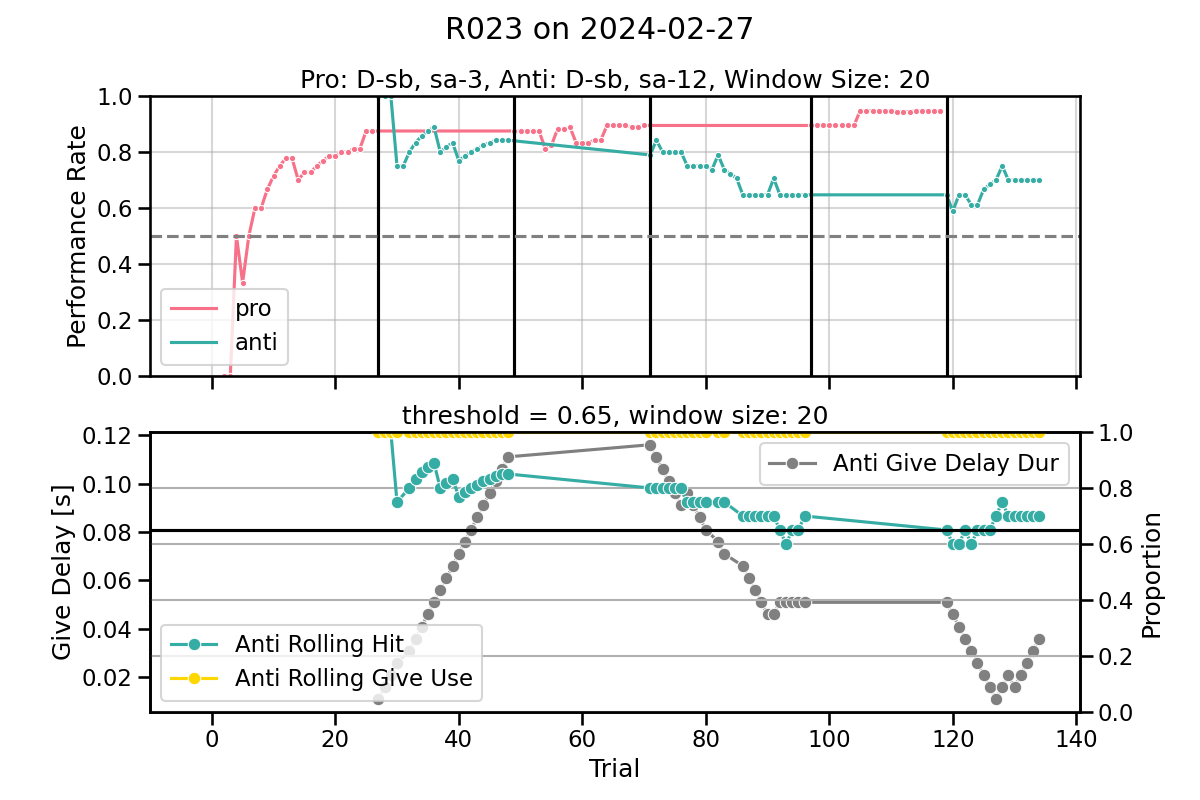 R023 on 2024-02-27
Pro: D-sb, sa-3, Anti: D-sb, sa-12, Window Size: 20
1.0
0.8
0.6
0.4
0.2
0.0
Performance Rate
pro
anti
threshold = 0.65, window size: 20
0.12
0.10
0.08
0.06
0.04
0.02
Give Delay [s]
Anti Give Delay Dur
Anti Rolling Hit
Anti Rolling Give Use
1.0
0.8
0.6
0.4
0.2
0.0
Proportion
0 20 40 60 80 100 120 140
Trial